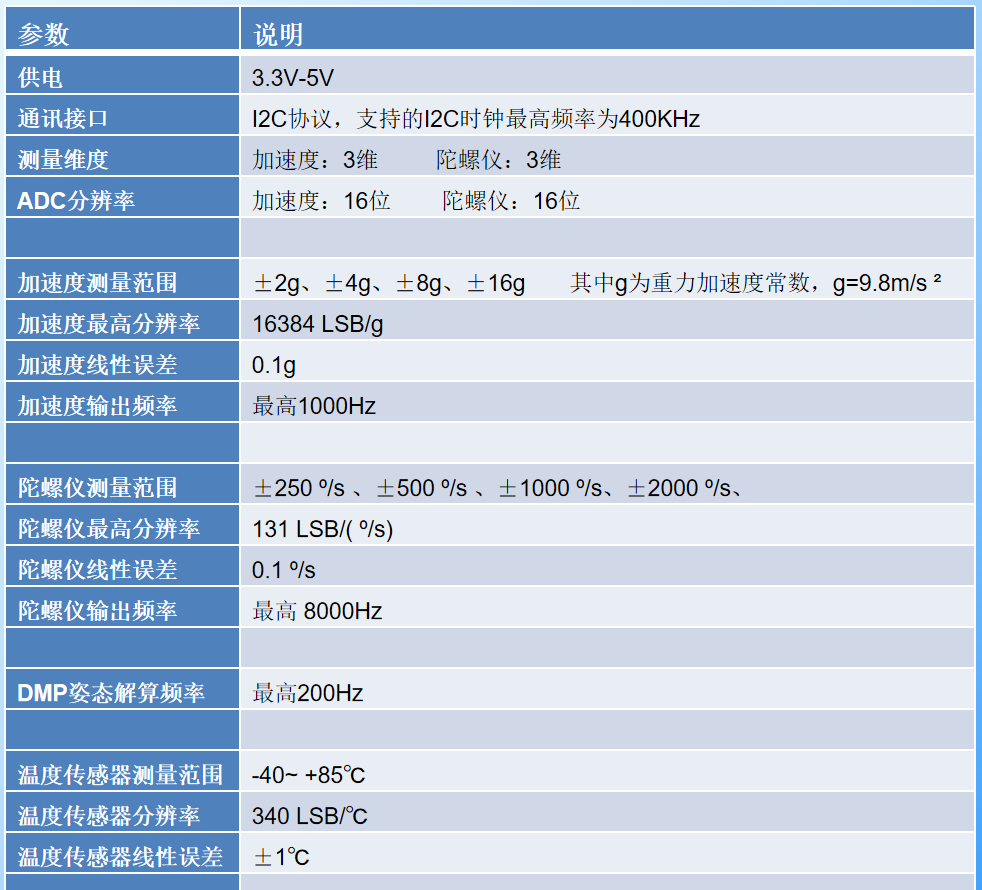 参数 说明
供电 3.3V-5V
通讯接口 I2C协议，支持的I2C时钟最高频率为400KHz
测量维度 加速度：3维 陀螺仪：3维
ADC分辨率 加速度：16位 陀螺仪：16位
加速度测量范围 ±2g、±4g、±8g、±16g 其中g为重力加速度常数，g=9.8m/s ²
加速度最高分辨率 16384 LSB/g
加速度线性误差 0.1g
加速度输出频率 最高1000Hz
陀螺仪测量范围 ±250 º/s 、±500 º/s 、±1000 º/s、±2000 º/s、
陀螺仪最高分辨率 131 LSB/( º/s)
陀螺仪线性误差 0.1 º/s
陀螺仪输出频率 最高 8000Hz
DMP姿态解算频率 最高200Hz
温度传感器测量范围 -40~ +85℃
温度传感器分辨率 340 LSB/℃
温度传感器线性误差 ±1℃